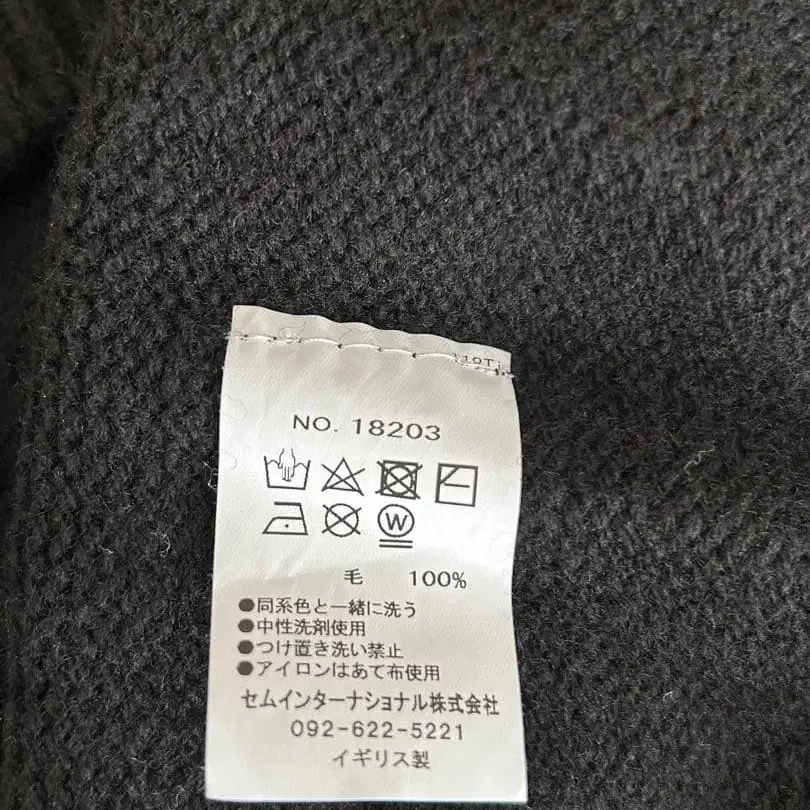 10T
NO. 18203
W
毛 100%
●同系色と一緒に洗う
●中性洗剤使用
●つけ置き洗い禁止
●アイロンはあて布使用
セムインターナショナル株式会社
092-622-5221
イギリス製